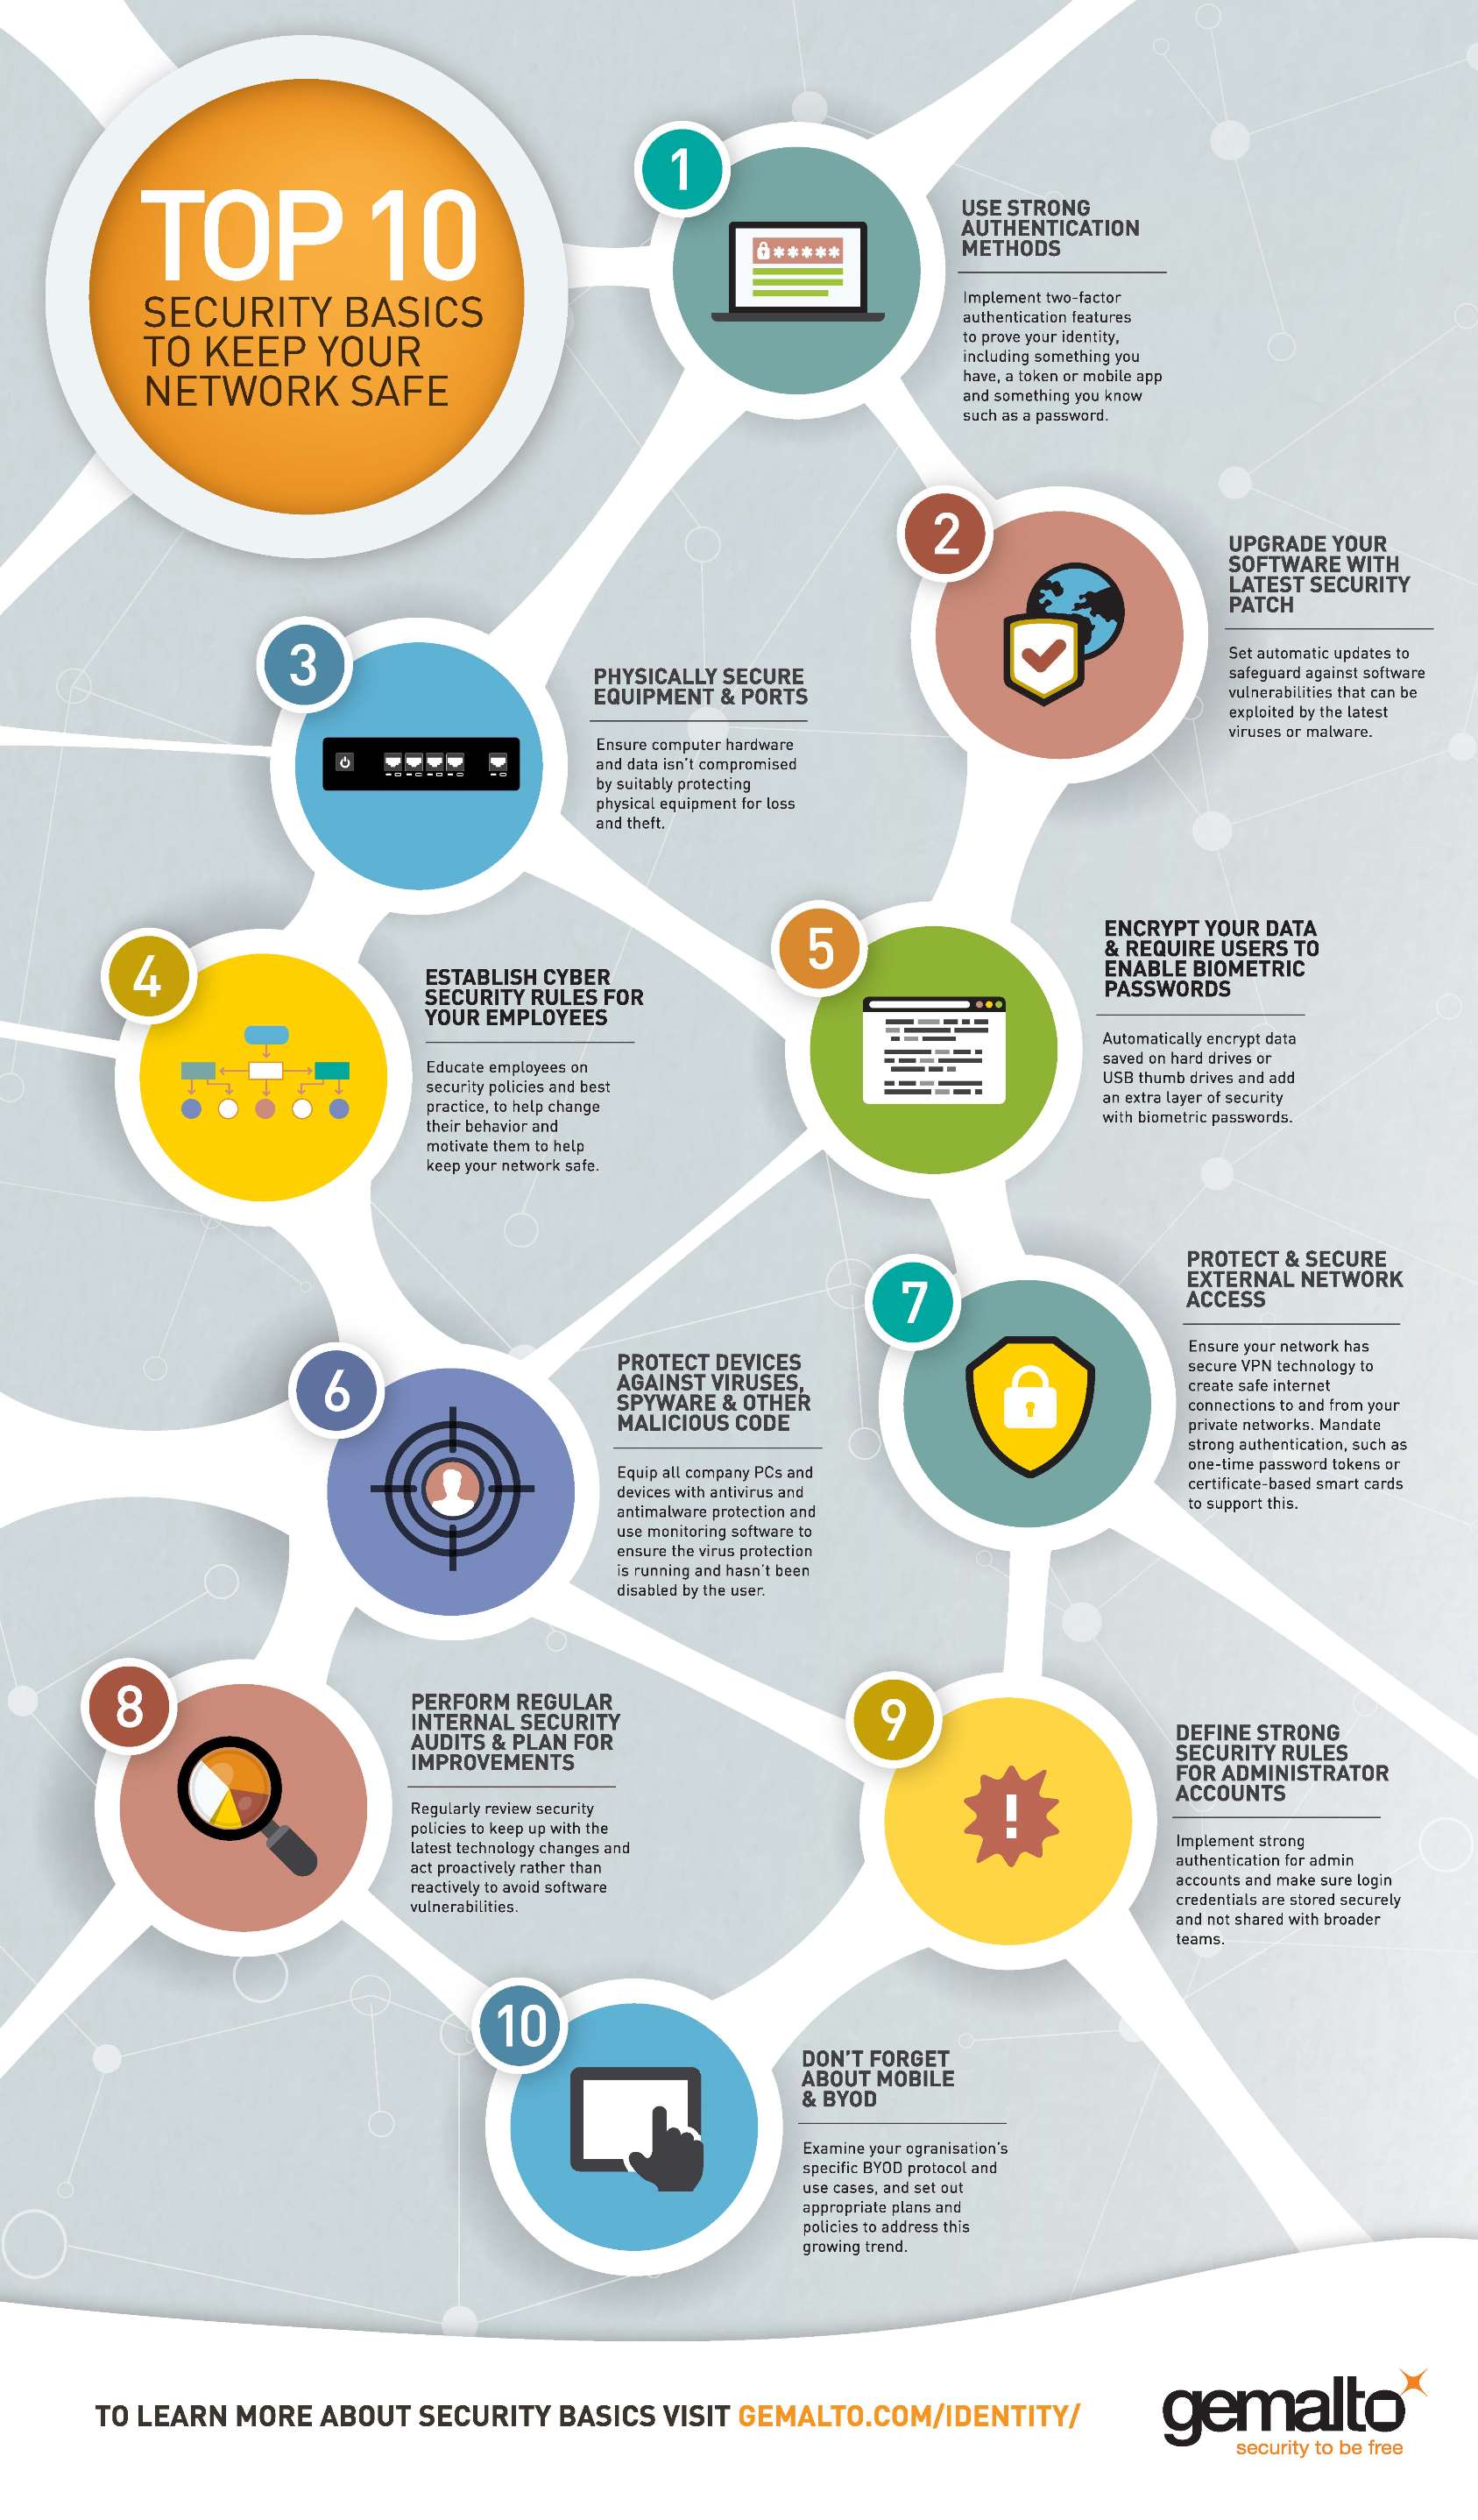 TOP 10
SECURITY BASICS
TO KEEP YOUR
NETWORK SAFE
1
*****
USE STRONG
AUTHENTICATION
METHODS
Implement two-factor
authentication features
to prove your identity,
including something you
have, a token or mobile app
and something you know
such as a password.
2
UPGRADE YOUR
SOFTWARE WITH
LATEST SECURITY
PATCH
Set automatic updates to
safeguard against software
vulnerabilities that can be
exploited by the latest
viruses or malware.
3
PHYSICALLY SECURE
EQUIPMENT & PORTS
Ensure computer hardware
and data isn't compromised
by suitably protecting
physical equipment for loss
and theft.
4
ESTABLISH CYBER
SECURITY RULES FOR
YOUR EMPLOYEES
Educate employees on
security policies and best
practice, to help change
their behavior and
motivate them to help
keep your network safe.
5
ENCRYPT YOUR DATA
& REQUIRE USERS TO
ENABLE BIOMETRIC
PASSWORDS
Automatically encrypt data
saved on hard drives or
USB thumb drives and add
an extra layer of security
with biometric passwords.
6
PROTECT DEVICES
AGAINST VIRUSES,
SPYWARE & OTHER
MALICIOUS CODE
Equip all company PCs and
devices with antivirus and
antimalware protection and
use monitoring software to
ensure the virus protection
is running and hasn't been
disabled by the user.
7
PROTECT & SECURE
EXTERNAL NETWORK
ACCESS
Ensure your network has
secure VPN technology to
create safe internet
connections to and from your
private networks. Mandate
strong authentication, such as
one-time password tokens or
certificate-based smart cards
to support this.
8
PERFORM REGULAR
INTERNAL SECURITY
AUDITS & PLAN FOR
IMPROVEMENTS
Regularly review security
policies to keep up with the
latest technology changes and
act proactively rather than
reactively to avoid software
vulnerabilities.
9
!
DEFINE STRONG
SECURITY RULES
FOR ADMINISTRATOR
ACCOUNTS
Implement strong
authentication for admin
accounts and make sure login
credentials are stored securely
and not shared with broader
teams.
10
DON'T FORGET
ABOUT MOBILE
& BYOD
Examine your ogranisation's
specific BYOD protocol and
use cases, and set out
appropriate plans and
policies to address this
growing trend.
TO LEARN MORE ABOUT SECURITY BASICS VISIT GEMALTO.COM/IDENTITY/
gemalto
security to be free